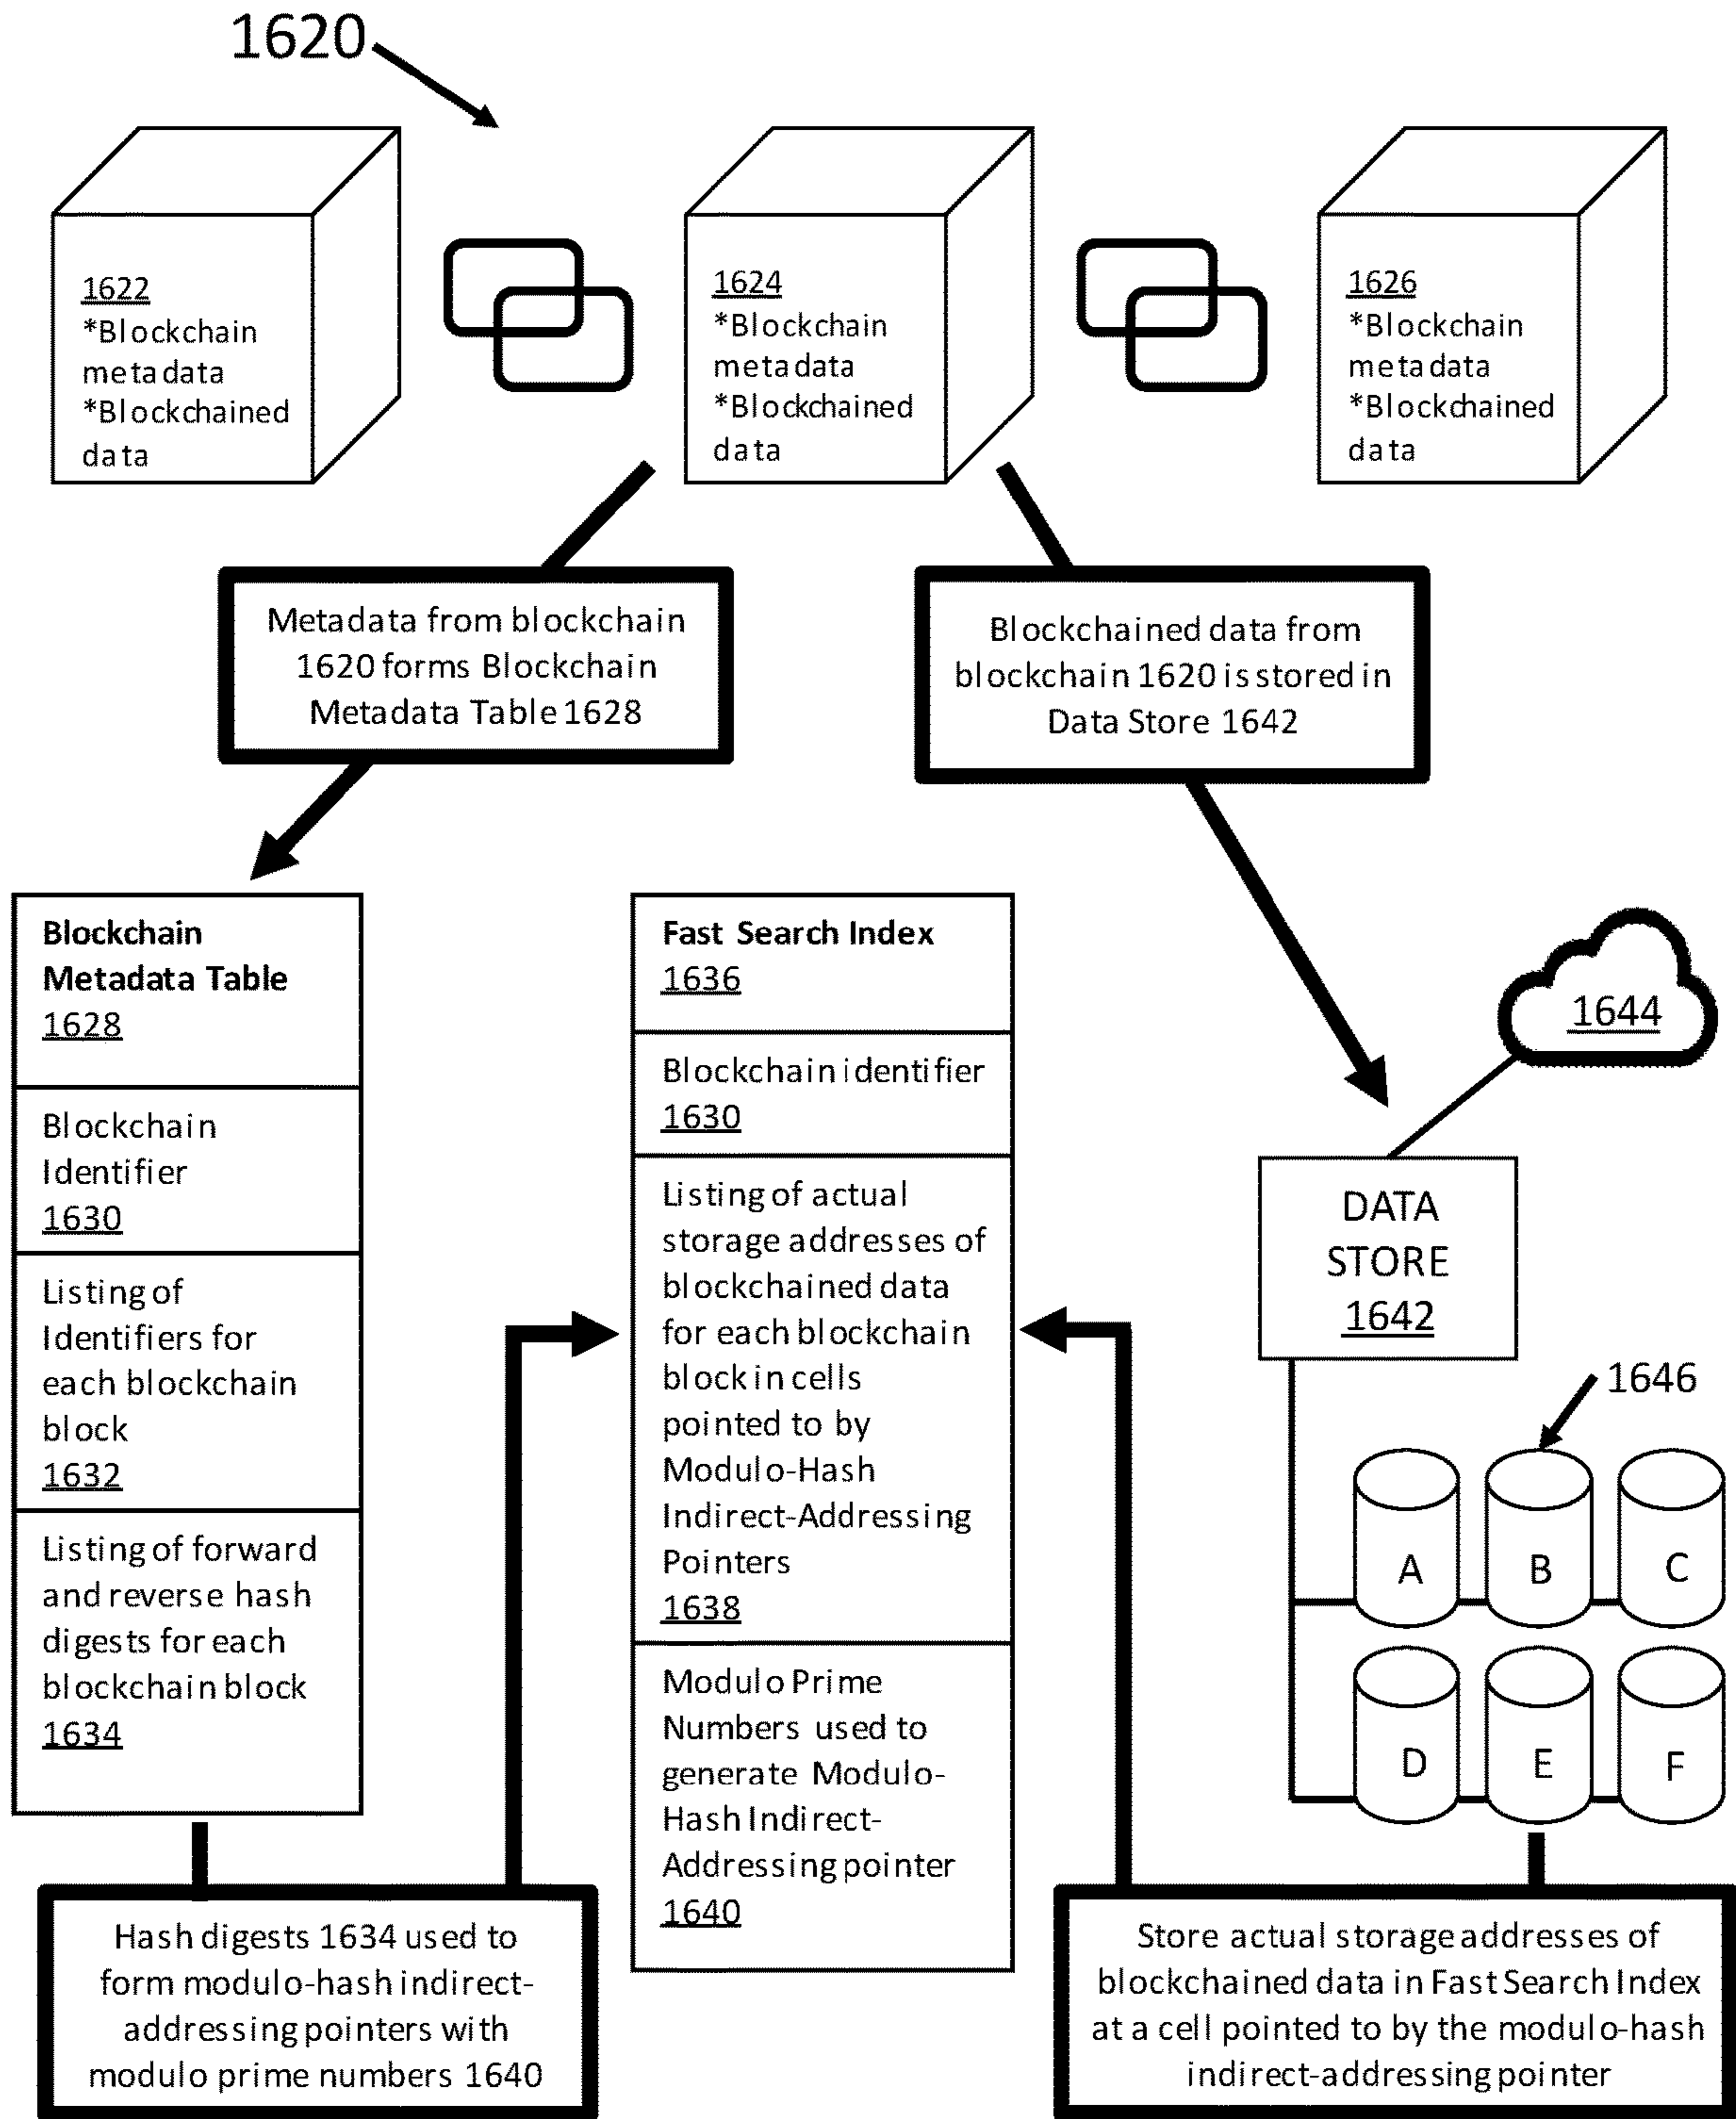 1620
1622
*Blockchain
metadata
*Blockchained
data
1624
*Blockchain
metadata
*Blockchained
data
1626
*Blockchain
metadata
*Blockchained
data
Metadata from blockchain
1620 forms Blockchain
Metadata Table 1628
Blockchained data from
blockchain 1620 is stored in
Data Store 1642
Blockchain
Metadata Table
1628
Blockchain
Identifier
1630
Listing of
Identifiers for
each blockchain
block
1632
Listing of forward
and reverse hash
digests for each
blockchain block
1634
Fast Search Index
1636
Blockchain identifier
1630
Listing of actual
storage addresses of
blockchained data
for each blockchain
block in cells
pointed to by
Modulo-Hash
Indirect-Addressing
Pointers
1638
Modulo Prime
Numbers used to
generate Modulo-
Hash Indirect-
Addressing pointer
1640
1644
DATA
STORE
1642
1646
A B C
D E F
Hash digests 1634 used to
form modulo-hash indirect-
addressing pointers with
modulo prime numbers 1640
Store actual storage addresses of
blockchained data in Fast Search Index
at a cell pointed to by the modulo-hash
indirect-addressing pointer